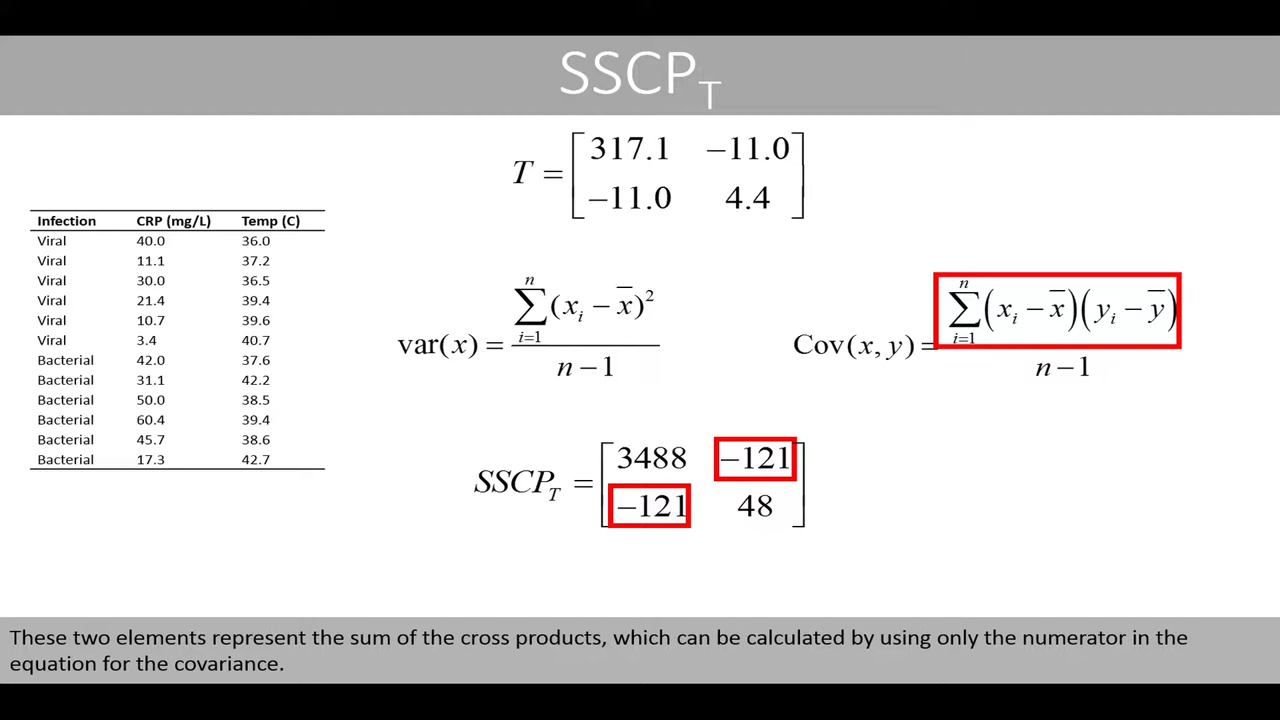 SSCP_T
T = [317.1 −11.0
−11.0 4.4]
Infection CRP (mg/L) Temp (C)
Viral 40.0 36.0
Viral 11.1 37.2
Viral 30.0 36.5
Viral 21.4 39.4
Viral 10.7 39.6
Viral 3.4 40.7
Bacterial 42.0 37.6
Bacterial 31.1 42.2
Bacterial 50.0 38.5
Bacterial 60.4 39.4
Bacterial 45.7 38.6
Bacterial 17.3 42.7
var(x) = ∑_{i=1}^{n} (x_i − x̅)² / n − 1
Cov(x, y) = ∑_{i=1}^{n} (x_i − x̅)(y_i − y̅) / n − 1
SSCP_T = [3488 −121
−121 48]
These two elements represent the sum of the cross products, which can be calculated by using only the numerator in the
equation for the covariance.